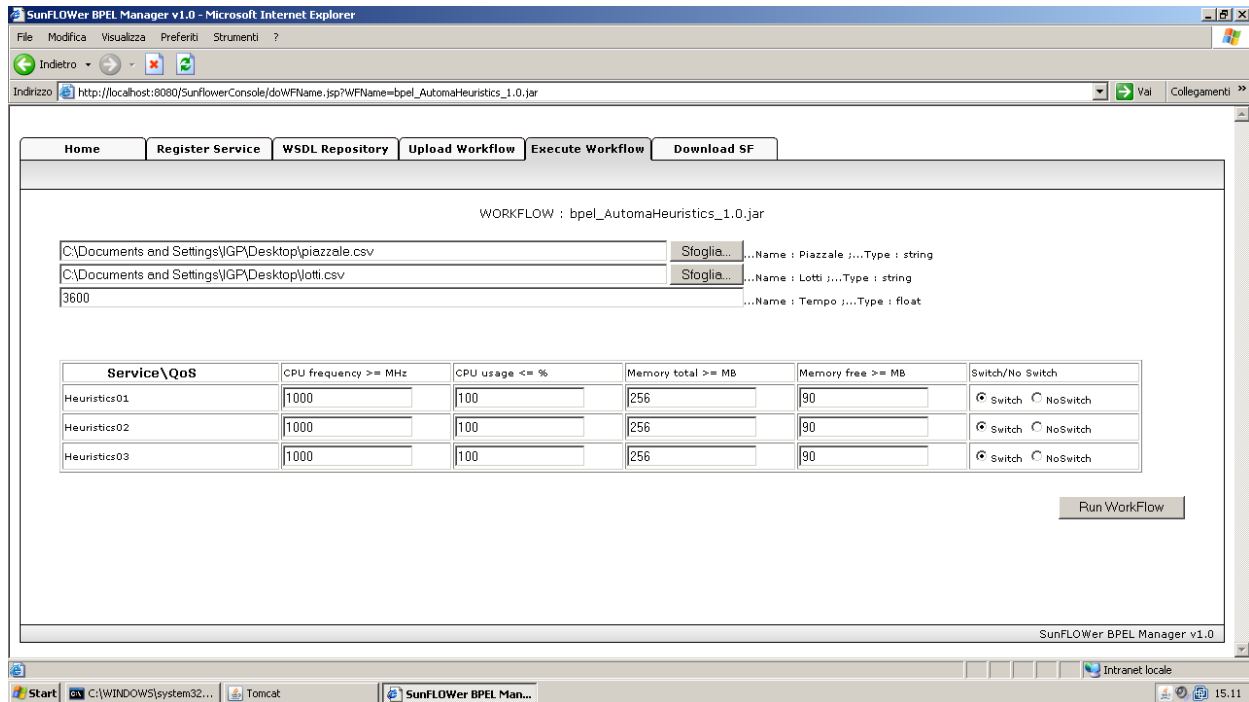 SunFLOWer BPEL Manager v1.0 - Microsoft Internet Explorer
File Modifica Visualizza Preferiti Strumenti ?
Indietro
Indirizzo http://localhost:8080/SunflowerConsole/doWFName.jsp?WFName=bpel_AutomaHeuristics_1.0.jar Vai Collegamenti »
Home Register Service WSDL Repository Upload Workflow Execute Workflow Download SF
WORKFLOW : bpel_AutomaHeuristics_1.0.jar
C:\Documents and Settings\IGP\Desktop\piazzale.csv Sfoglia... ...Name : Piazzale ;...Type : string
C:\Documents and Settings\IGP\Desktop\lotti.csv Sfoglia... ...Name : Lotti ;...Type : string
3600 ...Name : Tempo ;...Type : float
Service\QoS CPU frequency >= MHz CPU usage <= % Memory total >= MB Memory free >= MB Switch/No Switch
Heuristics01 1000 100 256 90 Switch NoSwitch
Heuristics02 1000 100 256 90 Switch NoSwitch
Heuristics03 1000 100 256 90 Switch NoSwitch
Run WorkFlow
SunFLOWer BPEL Manager v1.0
Intranet locale
Start C:\WINDOWS\system32... Tomcat SunFLOWer BPEL Man... 15.11